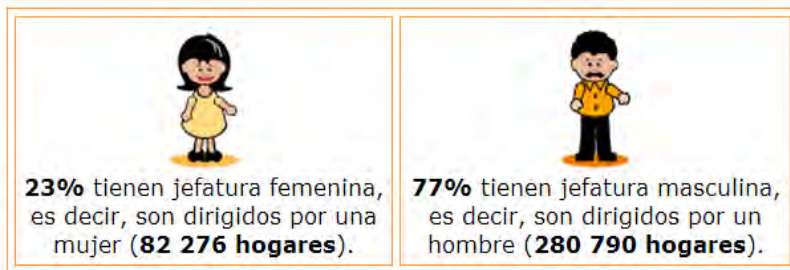 23% tienen jefatura femenina,
es decir, son dirigidos por una
mujer (82 276 hogares).
77% tienen jefatura masculina,
es decir, son dirigidos por un
hombre (280 790 hogares).